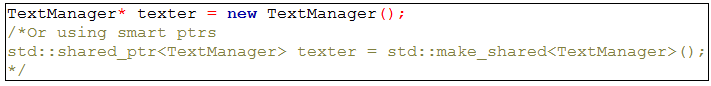 TextManager* texter = new TextManager();
/*Or using smart ptrs
std::shared_ptr<TextManager> texter = std::make_shared<TextManager>();
*/